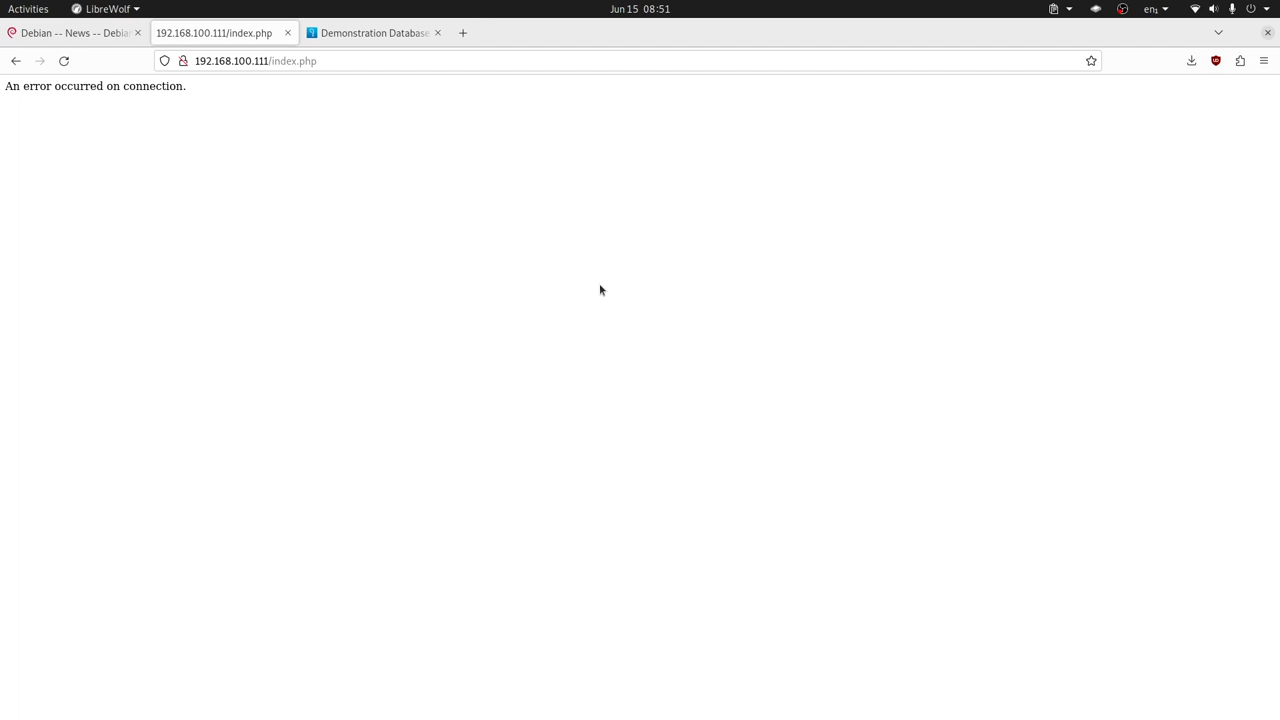 Activities LibreWolf Jun 15 08:51 en₁
Debian -- News -- Debia 192.168.100.111/index.php Demonstration Database
192.168.100.111/index.php
An error occurred on connection.